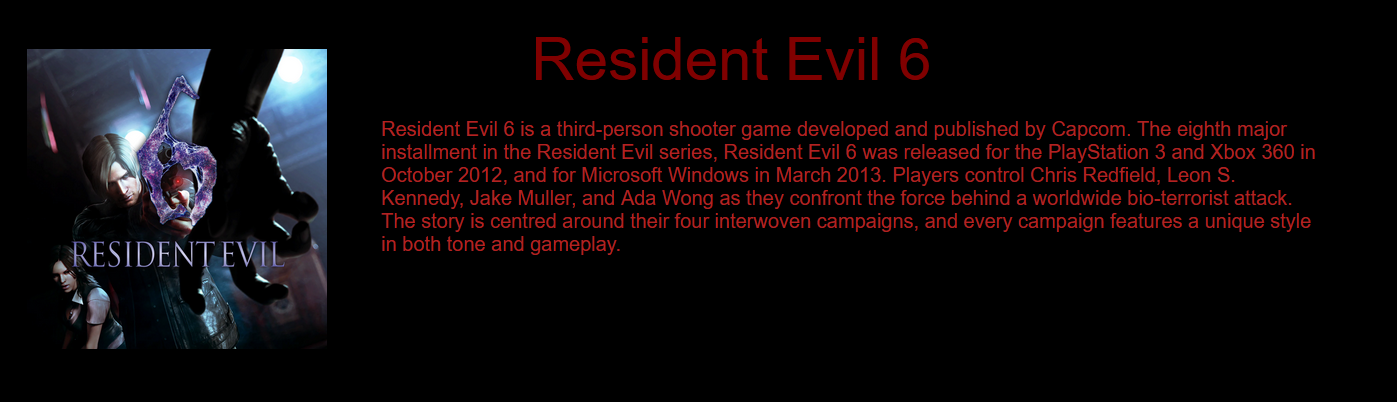 Resident Evil 6
Resident Evil 6 is a third-person shooter game developed and published by Capcom. The eighth major
installment in the Resident Evil series, Resident Evil 6 was released for the PlayStation 3 and Xbox 360 in
October 2012, and for Microsoft Windows in March 2013. Players control Chris Redfield, Leon S.
Kennedy, Jake Muller, and Ada Wong as they confront the force behind a worldwide bio-terrorist attack.
The story is centred around their four interwoven campaigns, and every campaign features a unique style
in both tone and gameplay.
6
RESIDENT EVIL